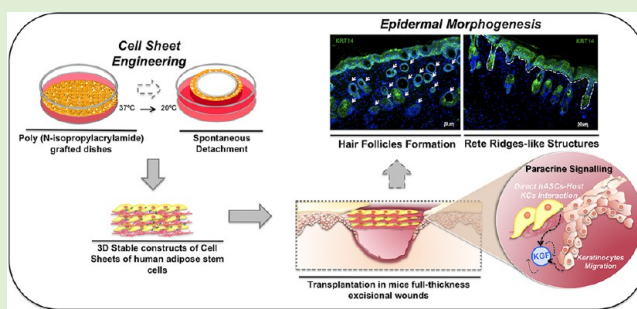 Cell Sheet
Engineering
37ºC
20ºC
Poly (N-isopropylacrylamide)
grafted dishes
Spontaneous
Detachment
3D Stable constructs of Cell
Sheets of human adipose stem
cells
Epidermal Morphogenesis
KRT14
KRT14
Hair Follicles Formation
Rete Ridges-like Structures
Paracrine Signalling
Direct hASCs-Host
KCs Interaction
KGF
Keratinocytes
Migration
Transplantation in mice full-thickness
excisional wounds